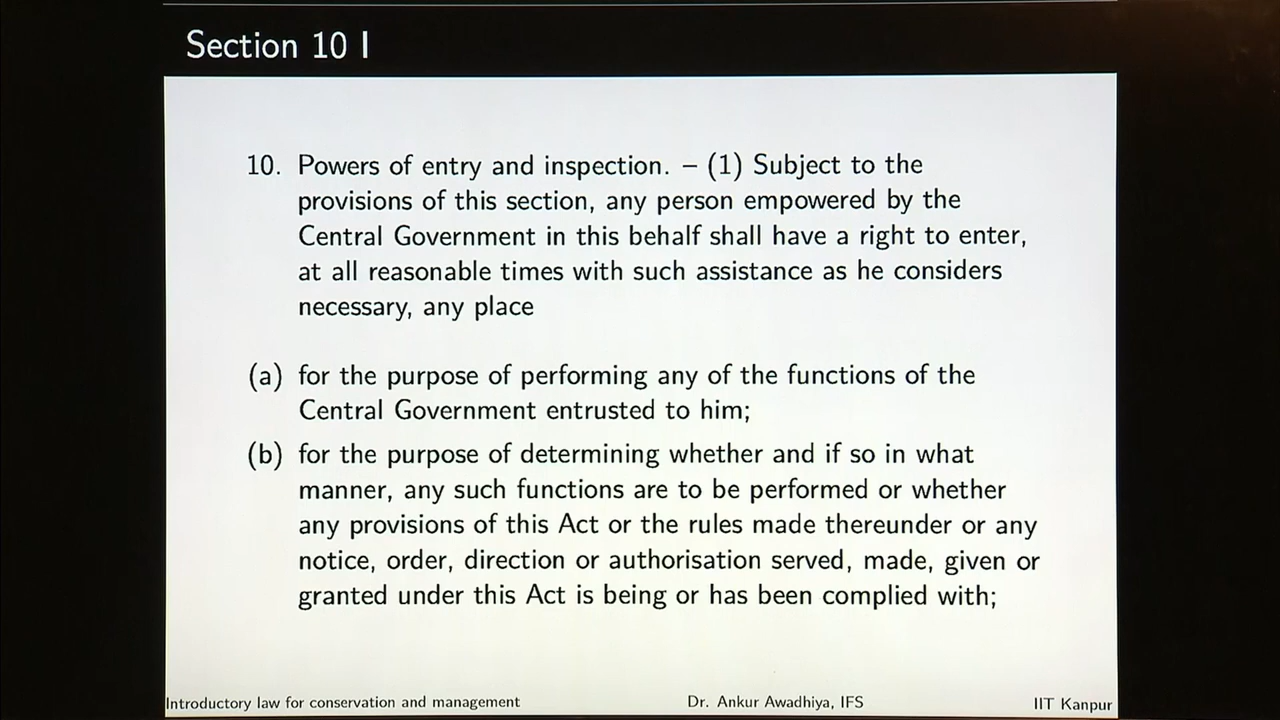 Section 10 I
10. Powers of entry and inspection. – (1) Subject to the
provisions of this section, any person empowered by the
Central Government in this behalf shall have a right to enter,
at all reasonable times with such assistance as he considers
necessary, any place
(a) for the purpose of performing any of the functions of the
Central Government entrusted to him;
(b) for the purpose of determining whether and if so in what
manner, any such functions are to be performed or whether
any provisions of this Act or the rules made thereunder or any
notice, order, direction or authorisation served, made, given or
granted under this Act is being or has been complied with;
Introductory law for conservation and management Dr. Ankur Awadhiya, IFS IIT Kanpur